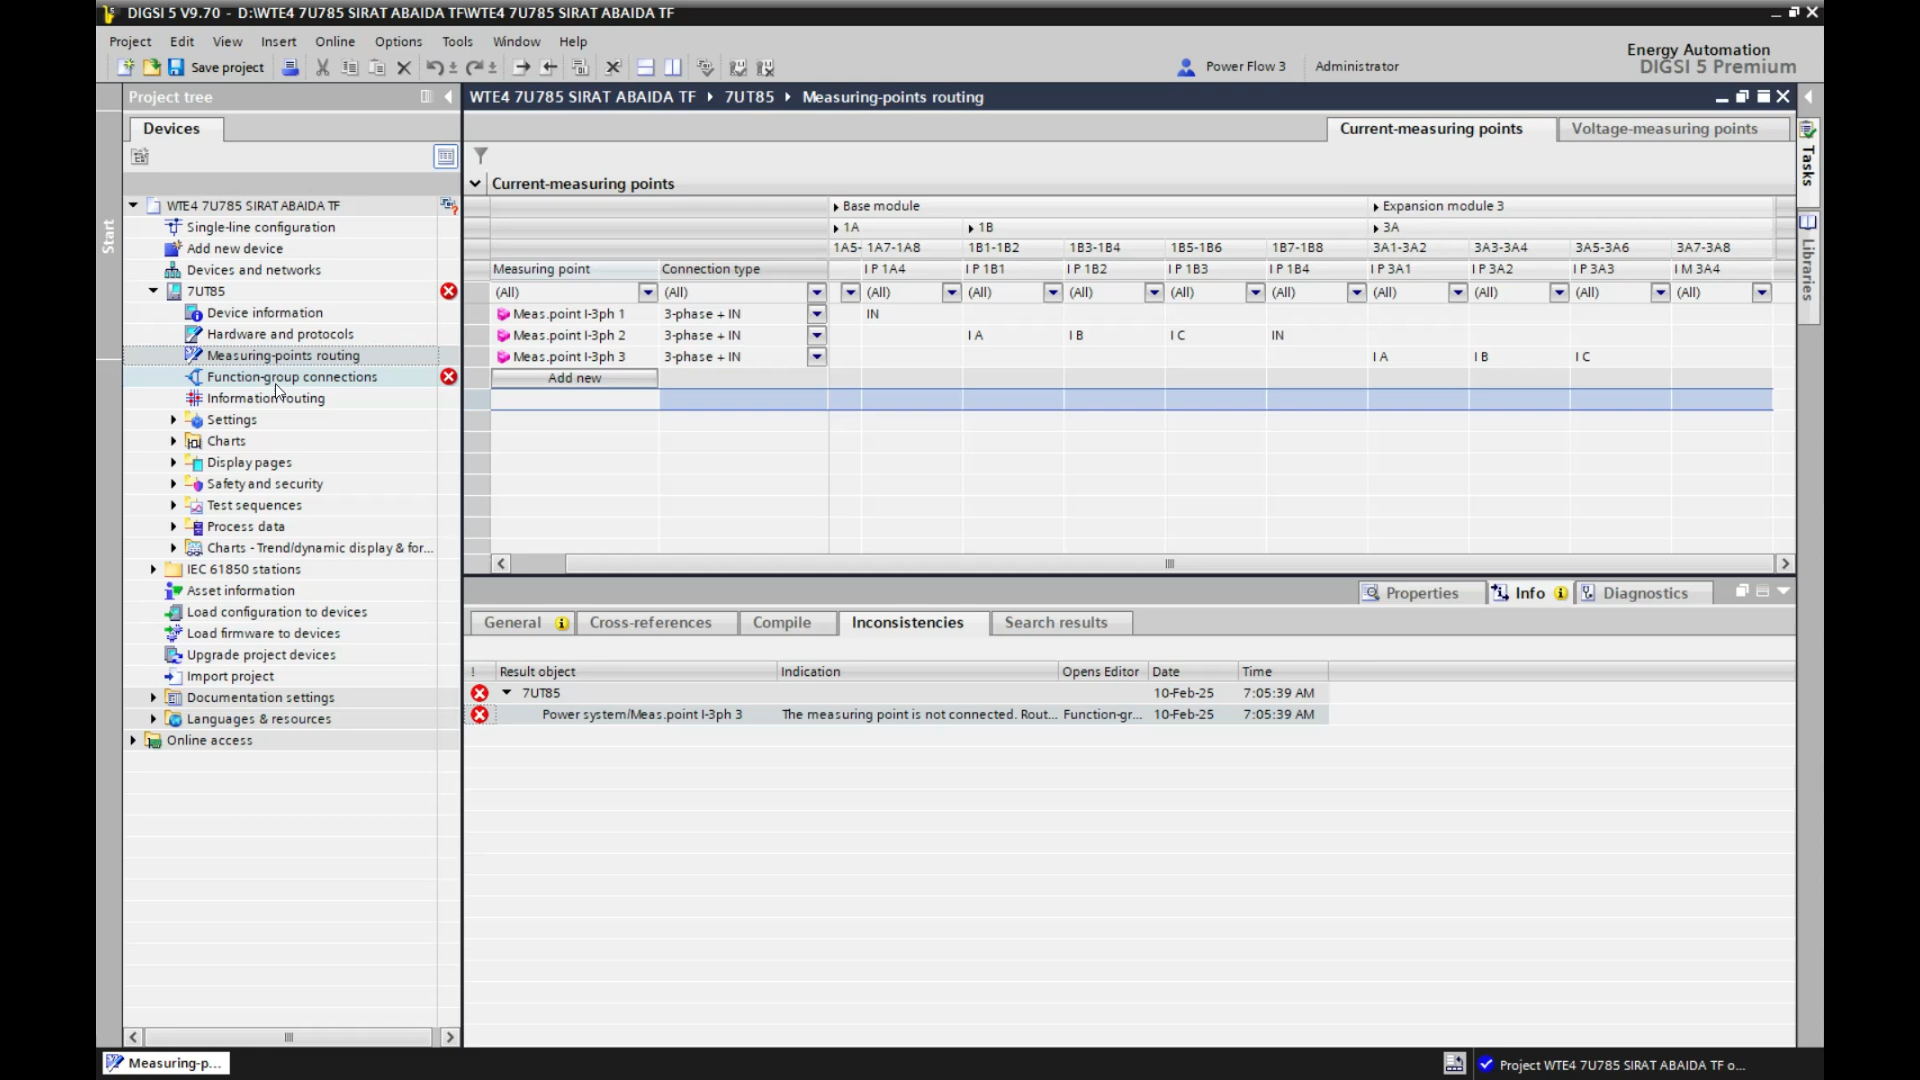 DIGSI 5 V9.70 - D:\WTE4 7U785 SIRAT ABAIDA TF\WTE4 7U785 SIRAT ABAIDA TF
Project Edit View Insert Online Options Tools Window Help
Save project
Power Flow 3 Administrator
Energy Automation
DIGSI 5 Premium
Start
Project tree
Devices
WTE4 7U785 SIRAT ABAIDA TF
Single-line configuration
Add new device
Devices and networks
7UT85
Device information
Hardware and protocols
Measuring-points routing
Function-group connections
Information routing
Settings
Charts
Display pages
Safety and security
Test sequences
Process data
Charts - Trend/dynamic display & for...
IEC 61850 stations
Asset information
Load configuration to devices
Load firmware to devices
Upgrade project devices
Import project
Documentation settings
Languages & resources
Online access
WTE4 7U785 SIRAT ABAIDA TF 7UT85 Measuring-points routing
Current-measuring points Voltage-measuring points
Current-measuring points
Base module Expansion module 3
1A 1B 3A
1A5- 1A7-1A8 1B1-1B2 1B3-1B4 1B5-1B6 1B7-1B8 3A1-3A2 3A3-3A4 3A5-3A6 3A7-3A8
Measuring point Connection type I P 1A4 I P 1B1 I P 1B2 I P 1B3 I P 1B4 I P 3A1 I P 3A2 I P 3A3 I M 3A4
(All) (All) (All) (All) (All) (All) (All) (All) (All) (All) (All)
Meas.point I-3ph 1 3-phase + IN IN
Meas.point I-3ph 2 3-phase + IN I A I B I C IN
Meas.point I-3ph 3 3-phase + IN I A I B I C
Add new
Properties Info Diagnostics
General Cross-references Compile Inconsistencies Search results
! Result object Indication Opens Editor Date Time
7UT85 10-Feb-25 7:05:39 AM
Power system/Meas.point I-3ph 3 The measuring point is not connected. Rout... Function-gr... 10-Feb-25 7:05:39 AM
Tasks
Libraries
Measuring-p...
Project WTE4 7U785 SIRAT ABAIDA TF o...